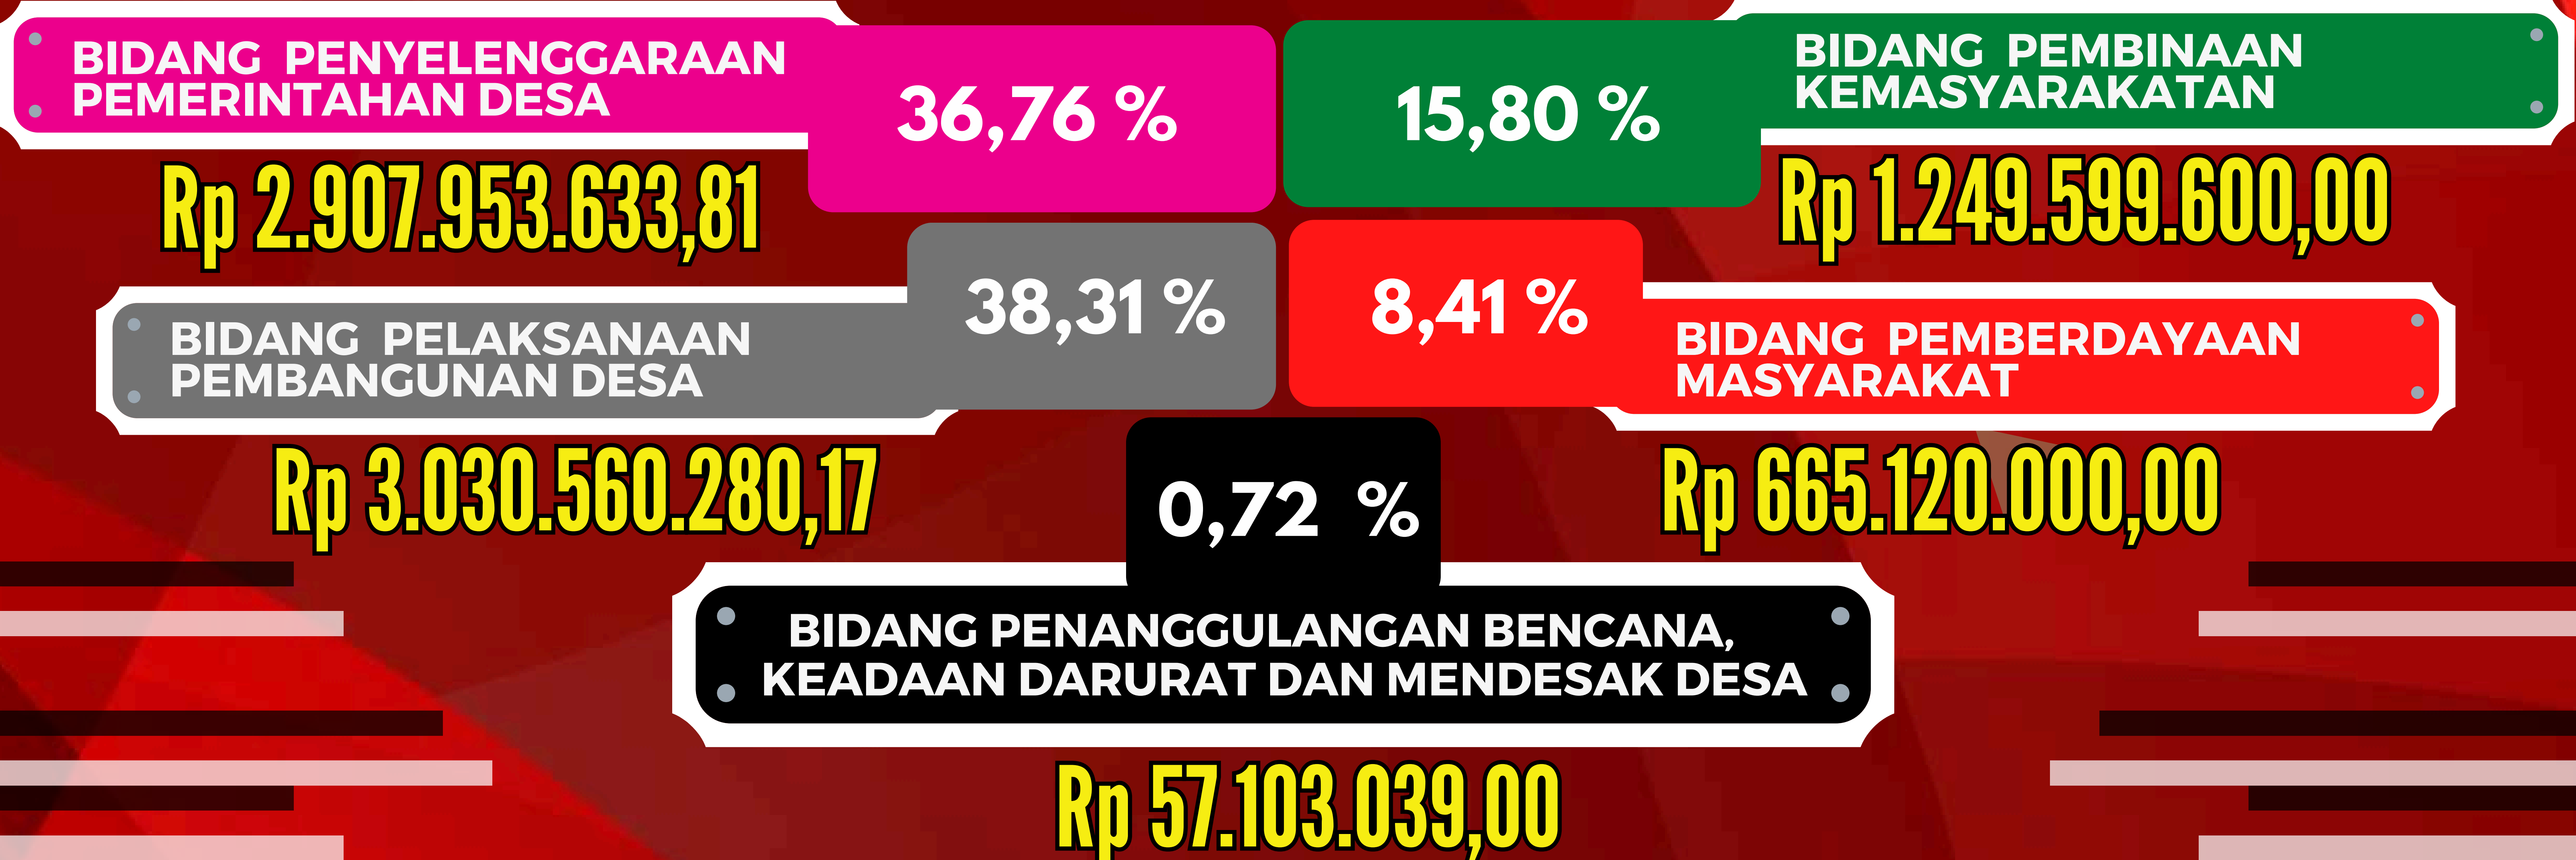 BIDANG PENYELENGGARAAN
PEMERINTAHAN DESA
36,76 %
Rp 2.907.953.633,81
15,80 %
BIDANG PEMBINAAN
KEMASYARAKATAN
Rp 1.249.599.600,00
BIDANG PELAKSANAAN
PEMBANGUNAN DESA
38,31 %
Rp 3.030.560.280,17
8,41 %
BIDANG PEMBERDAYAAN
MASYARAKAT
Rp 665.120.000,00
0,72 %
BIDANG PENANGGULANGAN BENCANA,
KEADAAN DARURAT DAN MENDESAK DESA
Rp 57.103.039,00